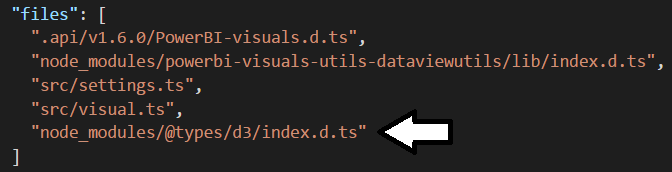 "files": [
".api/v1.6.0/PowerBI-visuals.d.ts",
"node_modules/powerbi-visuals-utils-dataviewutils/lib/index.d.ts",
"src/settings.ts",
"src/visual.ts",
"node_modules/@types/d3/index.d.ts"
]